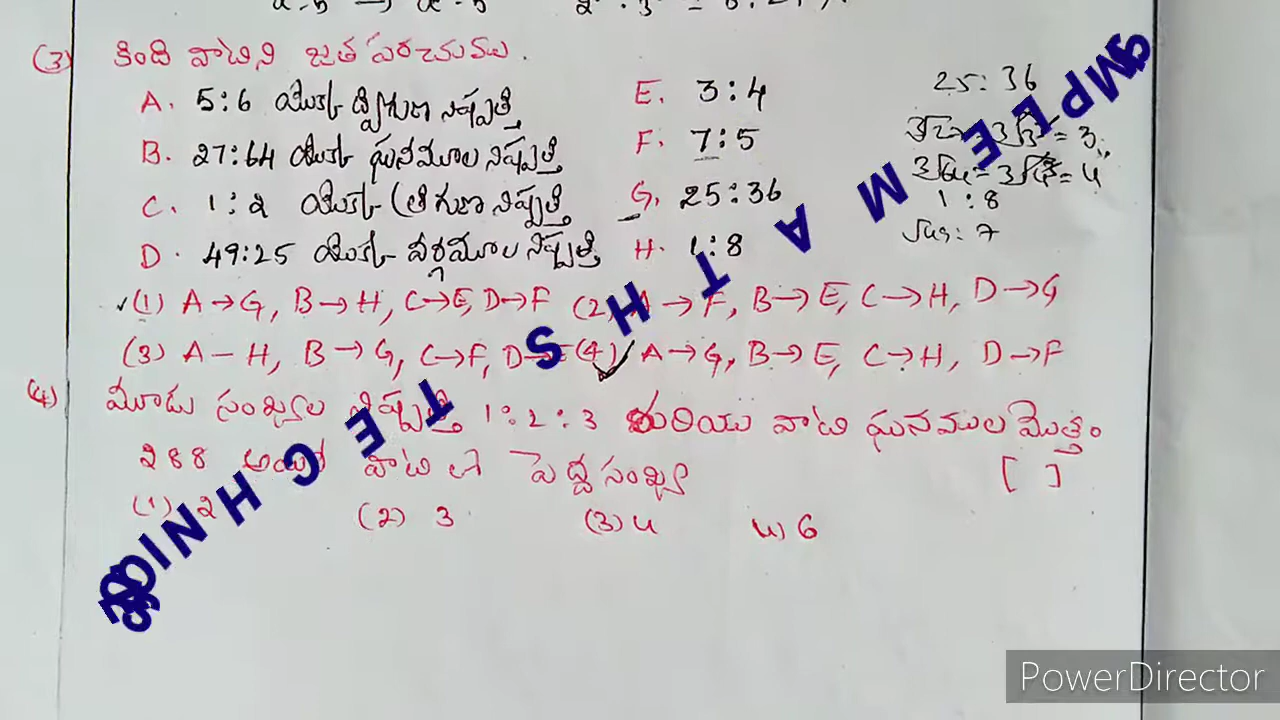 (3) కింది వాటిని జత పరచుము.
A. 5:6 యొక్క ద్విగుణ నిష్పత్తి E. 3:4
B. 27:64 యొక్క ఘనమూల నిష్పత్తి F. 7:5
C. 1:2 యొక్క త్రిగుణ నిష్పత్తి G. 25:36
D. 49:25 యొక్క వర్గమూల నిష్పత్తి H. 1:8
25:36
1:8
(1) A→G, B→H, C→E, D→F (2) A→F, B→E, C→H, D→G
(3) A-H, B→G, C→F, D→E (4) A→G, B→E, C→H, D→F
(4) మూడు సంఖ్యల నిష్పత్తి 1:2:3 మరియు వాటి ఘనముల మొత్తం
288 అయిన వాటి లో పెద్ద సంఖ్య [ ]
(1) 2 (2) 3 (3) 4 4) 6
PowerDirector